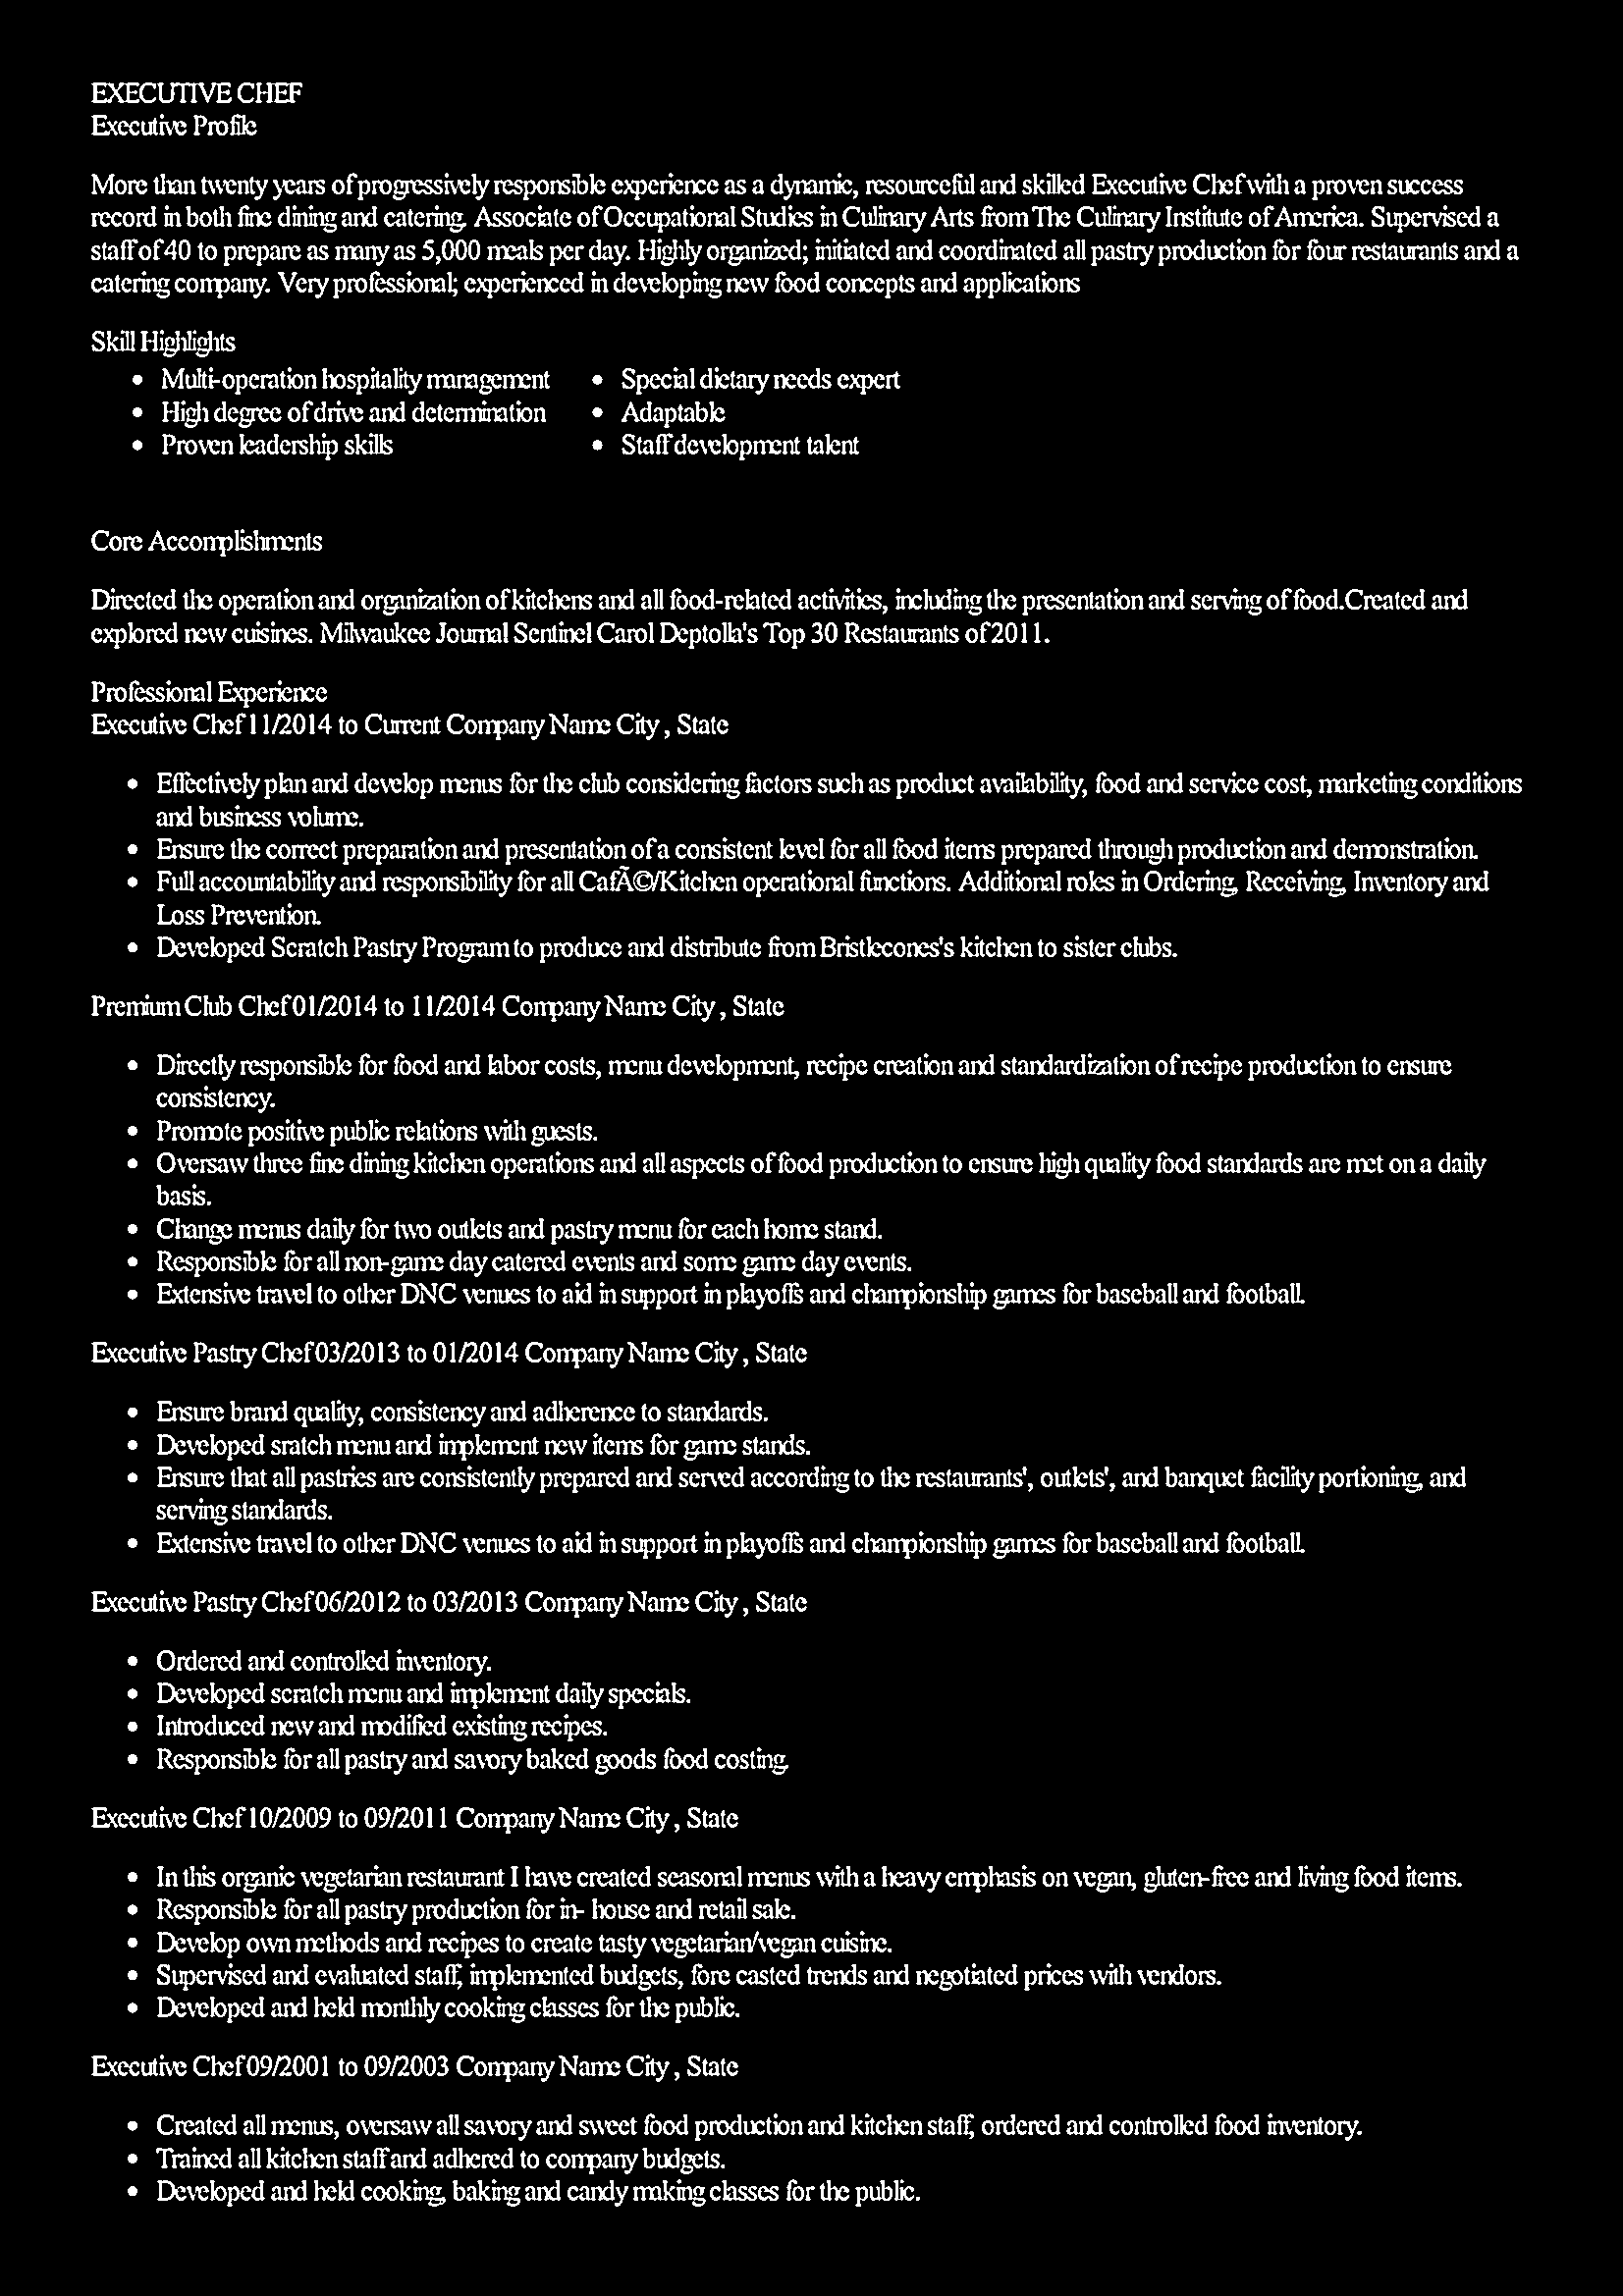 EXECUTIVE CHEF
Executive Profile
More than twenty years of progressively responsible experience as a dynamic, resourceful and skilled Executive Chef with a proven success
record in both fine dining and catering. Associate of Occupational Studies in Culinary Arts from The Culinary Institute of America. Supervised a
staff of 40 to prepare as many as 5,000 meals per day. Highly organized; initiated and coordinated all pastry production for four restaurants and a
catering company. Very professional; experienced in developing new food concepts and applications
Skill Highlights
• Multi-operation hospitality management
• High degree of drive and determination
• Proven leadership skills
• Special dietary needs expert
• Adaptable
• Staff development talent
Core Accomplishments
Directed the operation and organization of kitchens and all food-related activities, including the presentation and serving of food.Created and
explored new cuisines. Milwaukee Journal Sentinel Carol Deptolla's Top 30 Restaurants of 2011.
Professional Experience
Executive Chef 11/2014 to Current Company Name City , State
• Effectively plan and develop menus for the club considering factors such as product availability, food and service cost, marketing conditions
and business volume.
• Ensure the correct preparation and presentation of a consistent level for all food items prepared through production and demonstration.
• Full accountability and responsibility for all CafÃ©/Kitchen operational functions. Additional roles in Ordering, Receiving, Inventory and
Loss Prevention.
• Developed Scratch Pastry Program to produce and distribute from Bristlecones's kitchen to sister clubs.
Premium Club Chef 01/2014 to 11/2014 Company Name City , State
• Directly responsible for food and labor costs, menu development, recipe creation and standardization of recipe production to ensure
consistency.
• Promote positive public relations with guests.
• Oversaw three fine dining kitchen operations and all aspects of food production to ensure high quality food standards are met on a daily
basis.
• Change menus daily for two outlets and pastry menu for each home stand.
• Responsible for all non-game day catered events and some game day events.
• Extensive travel to other DNC venues to aid in support in playoffs and championship games for baseball and football.
Executive Pastry Chef 03/2013 to 01/2014 Company Name City , State
• Ensure brand quality, consistency and adherence to standards.
• Developed sratch menu and implement new items for game stands.
• Ensure that all pastries are consistently prepared and served according to the restaurants', outlets', and banquet facility portioning, and
serving standards.
• Extensive travel to other DNC venues to aid in support in playoffs and championship games for baseball and football.
Executive Pastry Chef 06/2012 to 03/2013 Company Name City , State
• Ordered and controlled inventory.
• Developed scratch menu and implement daily specials.
• Introduced new and modified existing recipes.
• Responsible for all pastry and savory baked goods food costing.
Executive Chef 10/2009 to 09/2011 Company Name City , State
• In this organic vegetarian restaurant I have created seasonal menus with a heavy emphasis on vegan, gluten-free and living food items.
• Responsible for all pastry production for in- house and retail sale.
• Develop own methods and recipes to create tasty vegetarian/vegan cuisine.
• Supervised and evaluated staff, implemented budgets, fore casted trends and negotiated prices with vendors.
• Developed and held monthly cooking classes for the public.
Executive Chef 09/2001 to 09/2003 Company Name City , State
• Created all menus, oversaw all savory and sweet food production and kitchen staff, ordered and controlled food inventory.
• Trained all kitchen staff and adhered to company budgets.
• Developed and held cooking, baking and candy making classes for the public.